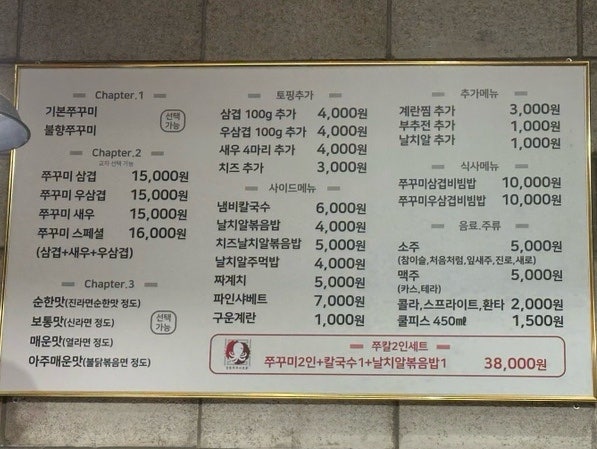 Chapter.1
기본쭈꾸미
불향쭈꾸미
선택
가능
Chapter.2
교차 선택 가능
쭈꾸미 삼겹 15,000원
쭈꾸미 우삼겹 15,000원
쭈꾸미 새우 15,000원
쭈꾸미 스페셜 16,000원
(삼겹+새우+우삼겹)
Chapter.3
순한맛(진라면순한맛 정도)
보통맛(신라면 정도)
매운맛(열라면 정도)
아주매운맛(불닭볶음면 정도)
선택
가능
토핑추가
삼겹 100g 추가 4,000원
우삼겹 100g 추가 4,000원
새우 4마리 추가 4,000원
치즈 추가 3,000원
사이드메뉴
냄비칼국수 6,000원
날치알볶음밥 4,000원
치즈날치알볶음밥 5,000원
날치알주먹밥 4,000원
찌계치 5,000원
파인샤베트 7,000원
구운계란 1,000원
추가메뉴
계란찜 추가 3,000원
부추전 추가 1,000원
날치알 추가 1,000원
식사메뉴
쭈꾸미삼겹비빔밥 10,000원
쭈꾸미우삼겹비빔밥 10,000원
음료.주류
소주 5,000원
(참이슬,처음처럼,잎새주,진로,새로)
맥주 5,000원
(카스,테라)
콜라,스프라이트,환타 2,000원
쿨피스 450㎖ 1,500원
쭈칼2인세트
쭈꾸미2인+칼국수1+날치알볶음밥1 38,000원